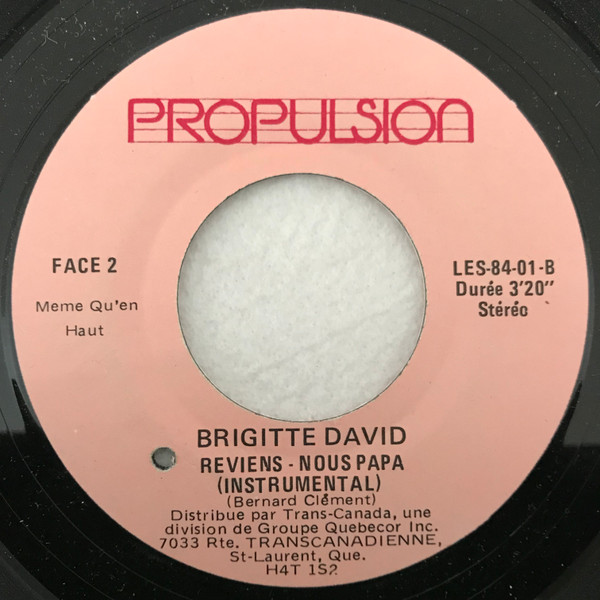 PROPULSION
FACE 2
Meme Qu'en
Haut
LES-84-01-B
Durée 3'20"
Stéréo
BRIGITTE DAVID
REVIENS - NOUS PAPA
(INSTRUMENTAL)
(Bernard Clément)
Distribue par Trans-Canada, une
division de Groupe Quebecor Inc.
7033 Rte. TRANSCANADIENNE,
St-Laurent, Que.
H4T 1S2